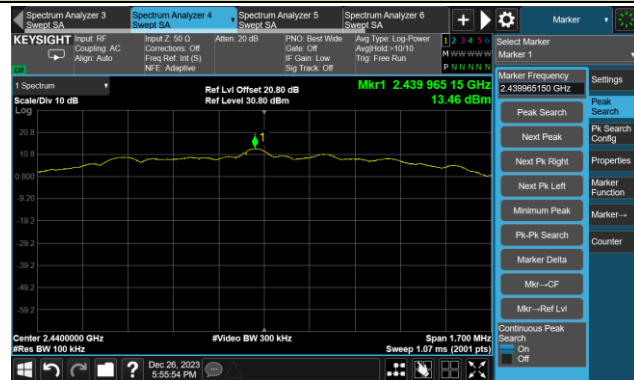 Spectrum Analyzer 3
Swept SA
Spectrum Analyzer 4
Swept SA
Spectrum Analyzer 5
Swept SA
Spectrum Analyzer 6
Swept SA
+
Marker
KEYSIGHT
Input: RF
Coupling: AC
Align: Auto
Input Z: 50 Ω
Corrections: Off
Freq Ref: Int (S)
NFE: Adaptive
Atten: 20 dB
PNO: Best Wide
Gate: Off
IF Gain: Low
Sig Track: Off
Avg Type: Log-Power
Avg|Hold:>10/10
Trig: Free Run
1 2 3 4 5 6
M W W W W W
P N N N N N
Select Marker
Marker 1
1 Spectrum
Scale/Div 10 dB
Log
Ref Lvl Offset 20.80 dB
Ref Level 30.80 dBm
Mkr1 2.439 965 15 GHz
13.46 dBm
1
20.8
10.8
0.800
-9.20
-19.2
-29.2
-39.2
-49.2
-59.2
Center 2.4400000 GHz
#Res BW 100 kHz
#Video BW 300 kHz
Span 1.700 MHz
Sweep 1.07 ms (2001 pts)
Marker Frequency
2.439965150 GHz
Peak Search
Next Peak
Next Pk Right
Next Pk Left
Minimum Peak
Pk-Pk Search
Marker Delta
Mkr→CF
Mkr→Ref Lvl
Continuous Peak
Search
On
Off
Settings
Peak
Search
Pk Search
Config
Properties
Marker
Function
Marker→
Counter
?
Dec 26, 2023
5:55:54 PM